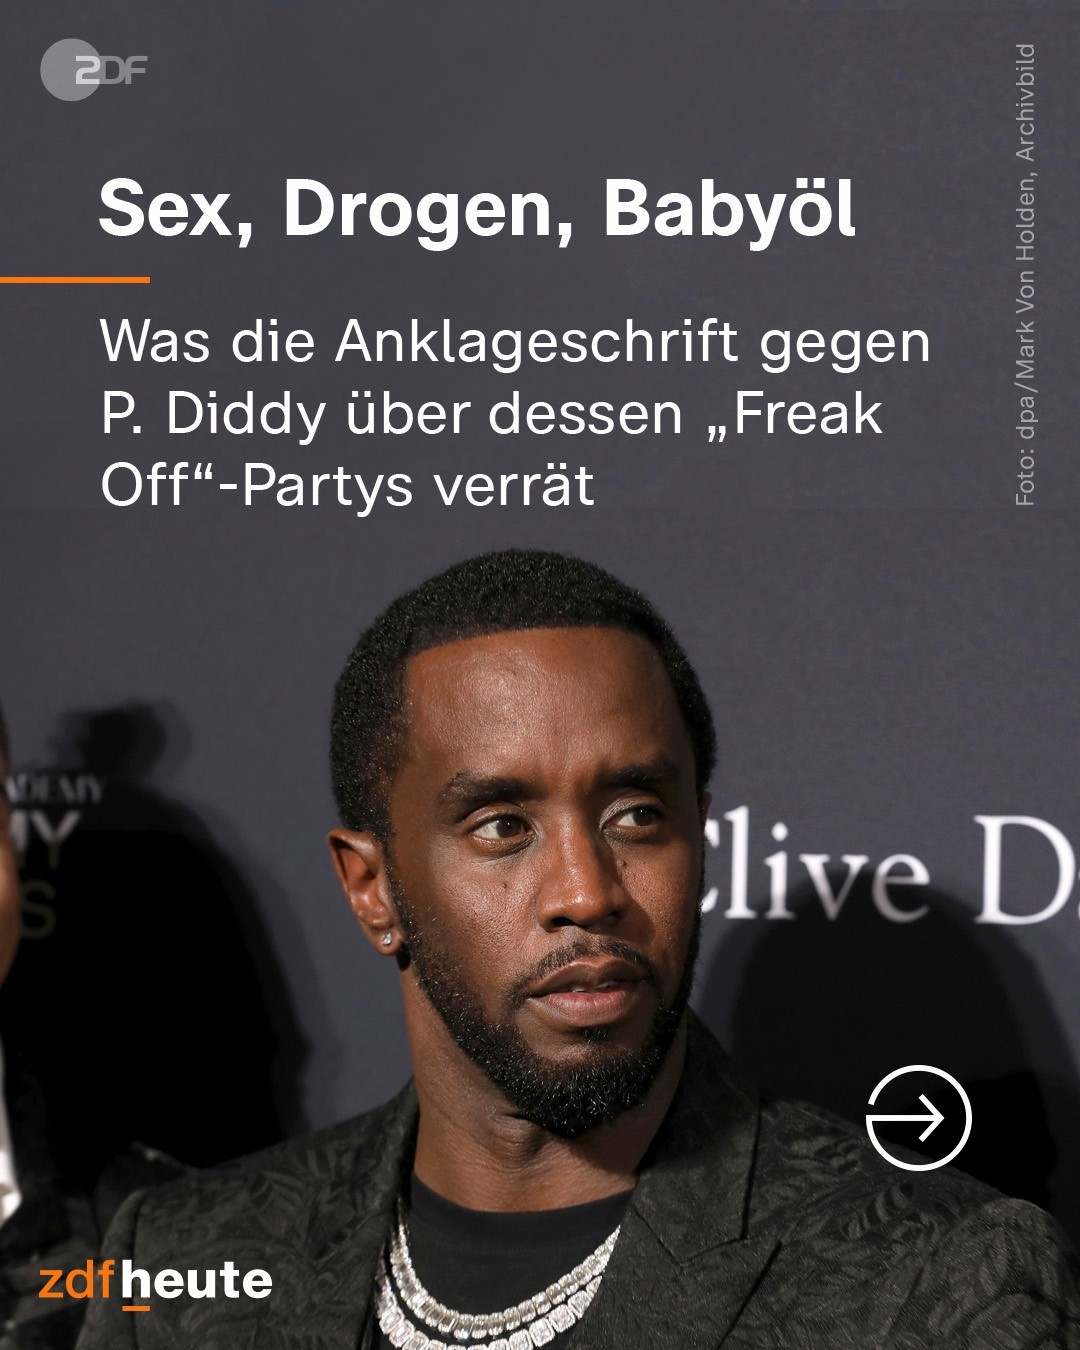 ZDF
Foto: dpa/Mark Von Holden, Archivbild
Sex, Drogen, Babyöl
Was die Anklageschrift gegen
P. Diddy über dessen „Freak
Off“-Partys verrät
ADEMY
MY
S
Clive D
zdfheute